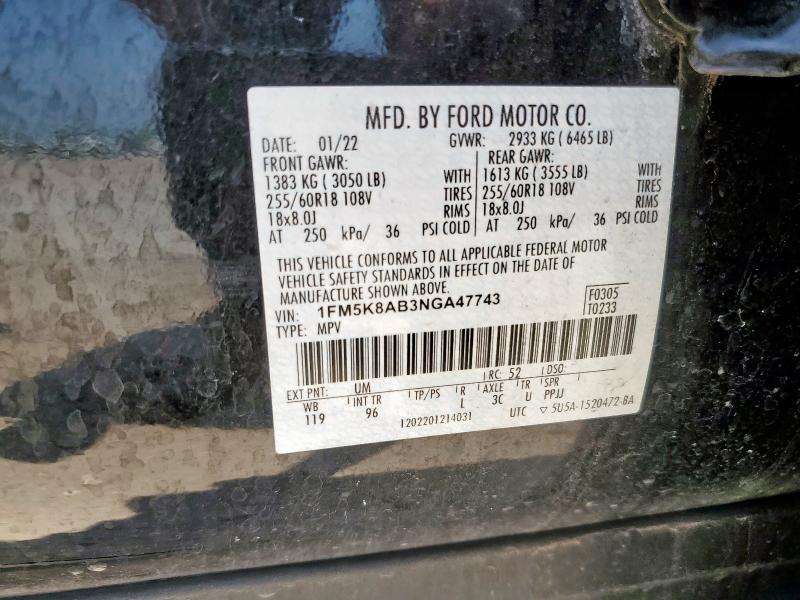 MFD. BY FORD MOTOR CO.
DATE: 01/22 GVWR: 2933 KG ( 6465 LB)
FRONT GAWR: REAR GAWR:
1383 KG ( 3050 LB) WITH 1613 KG ( 3555 LB) WITH
255/60R18 108V TIRES 255/60R18 108V TIRES
18x8.0J RIMS 18x8.0J RIMS
AT 250 kPa/ 36 PSI COLD AT 250 kPa/ 36 PSI COLD
THIS VEHICLE CONFORMS TO ALL APPLICABLE FEDERAL MOTOR
VEHICLE SAFETY STANDARDS IN EFFECT ON THE DATE OF
MANUFACTURE SHOWN ABOVE.
VIN: 1FM5K8AB3NGA47743 F0305
TYPE: MPV T0233
EXT PNT: UM RC: 52 DSO:
WB INT TR TP/PS R AXLE TR SPR
119 96 L 3C U PPJJ
1202201214031 UTC ▽ 5U5A-1520472-BA